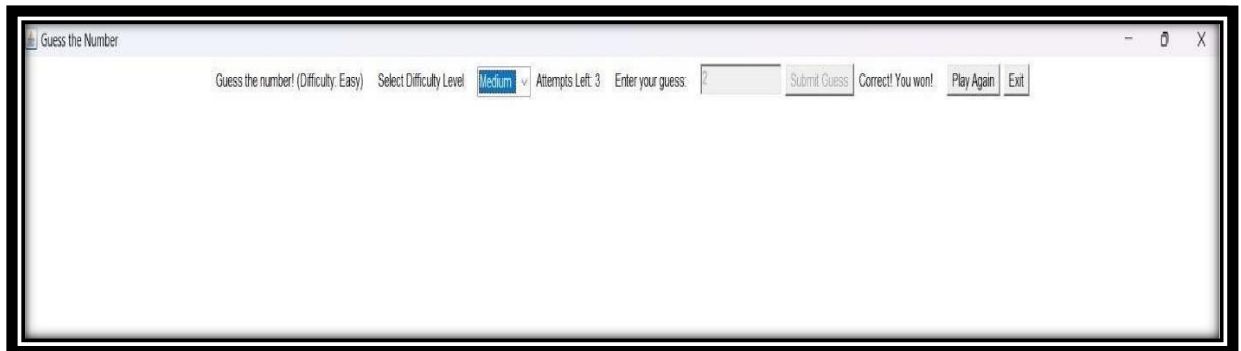 Guess the Number
Guess the number! (Difficulty: Easy) Select Difficulty Level Medium Attempts Left: 3 Enter your guess: 2 Submit Guess Correct! You won! Play Again Exit